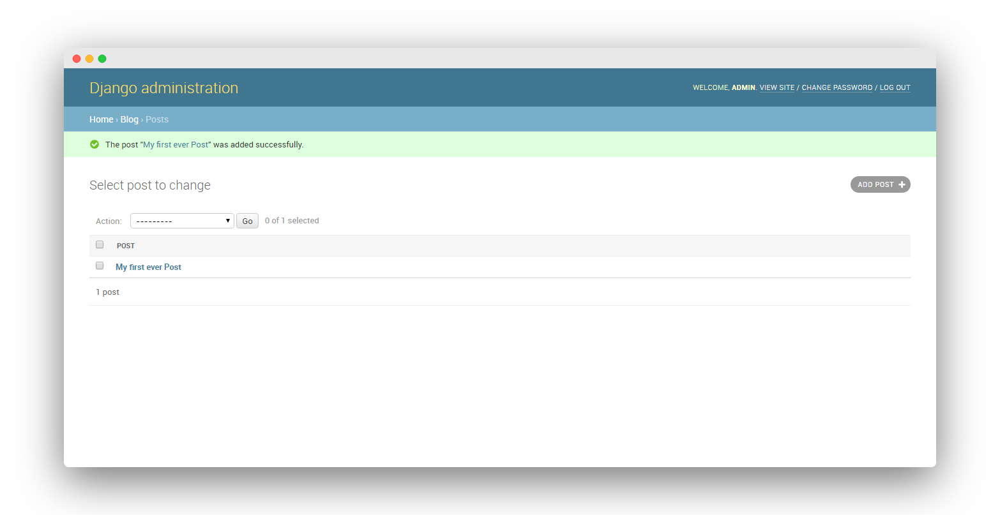 Django administration
WELCOME, ADMIN. VIEW SITE / CHANGE PASSWORD / LOG OUT
Home › Blog › Posts
The post "My first ever Post" was added successfully.
Select post to change
ADD POST +
Action: --------- Go 0 of 1 selected
POST
My first ever Post
1 post